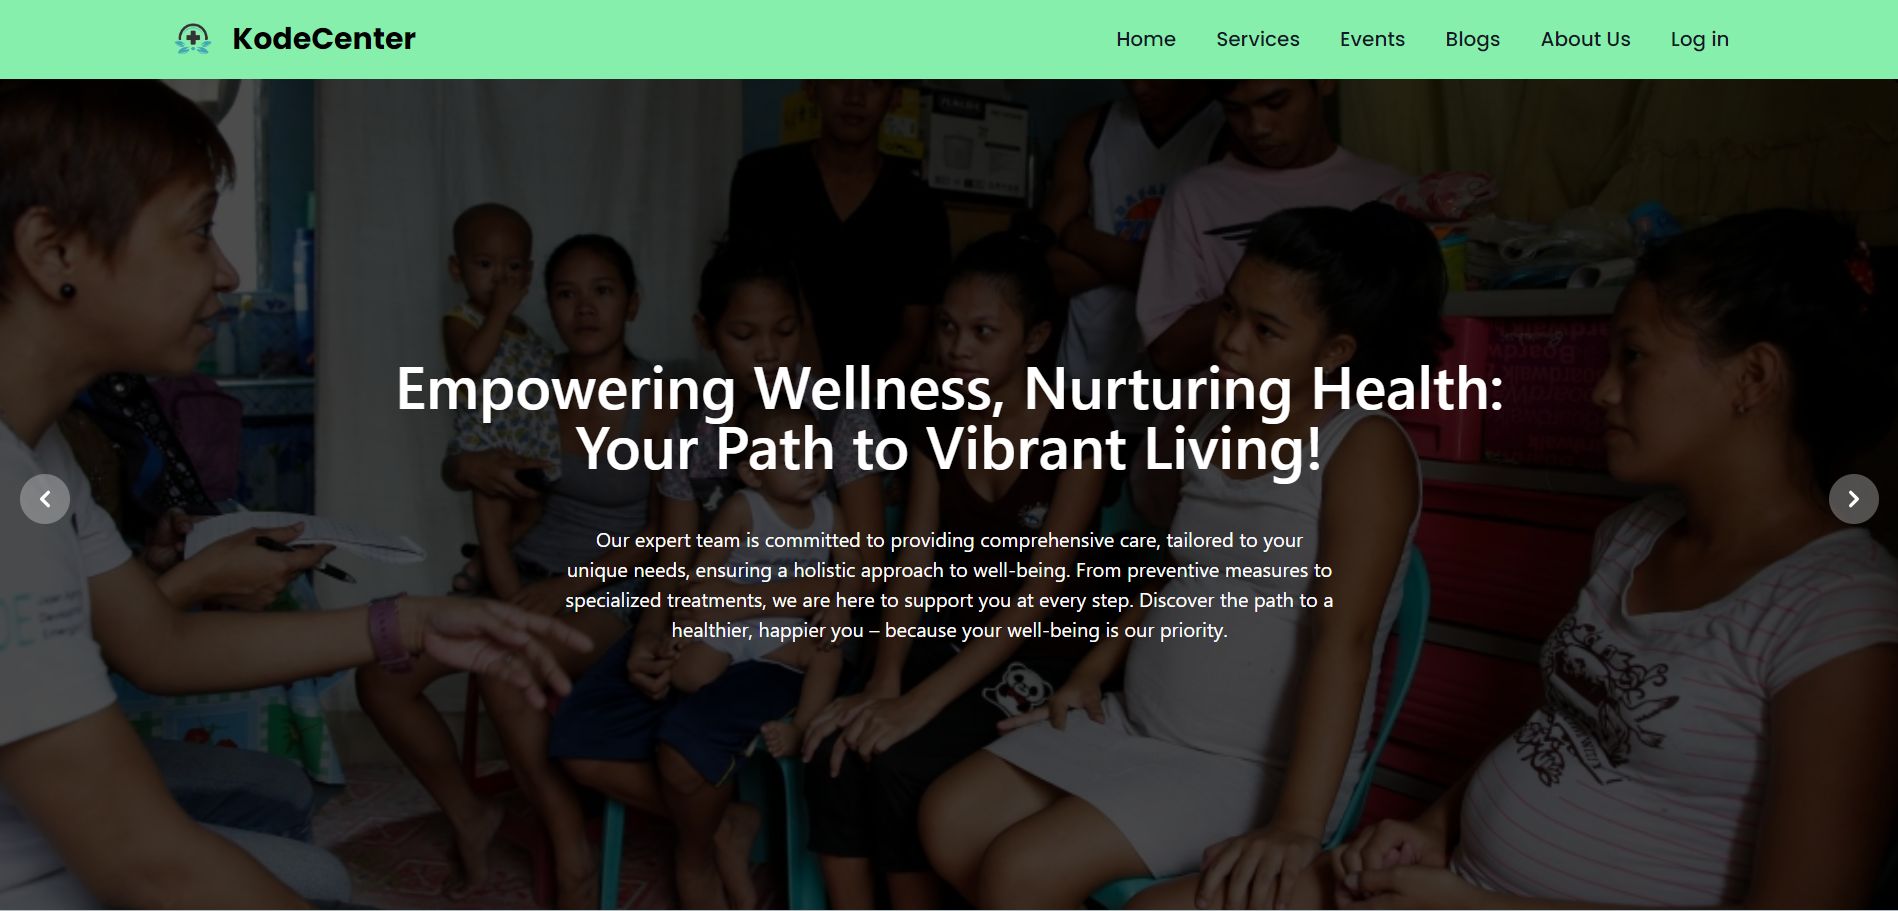 KodeCenter
Home Services Events Blogs About Us Log in
Empowering Wellness, Nurturing Health:
Your Path to Vibrant Living!
Our expert team is committed to providing comprehensive care, tailored to your
unique needs, ensuring a holistic approach to well-being. From preventive measures to
specialized treatments, we are here to support you at every step. Discover the path to a
healthier, happier you – because your well-being is our priority.